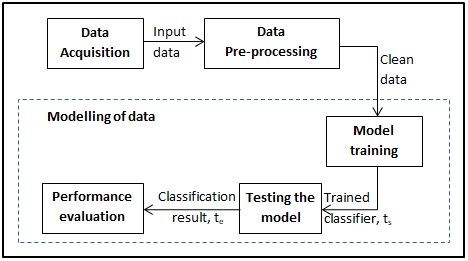 Data
Acquisition
Input
data
Data
Pre-processing
Clean
data
Modelling of data
Model
training
Trained
classifier, tₛ
Testing the
model
Classification
result, tₑ
Performance
evaluation